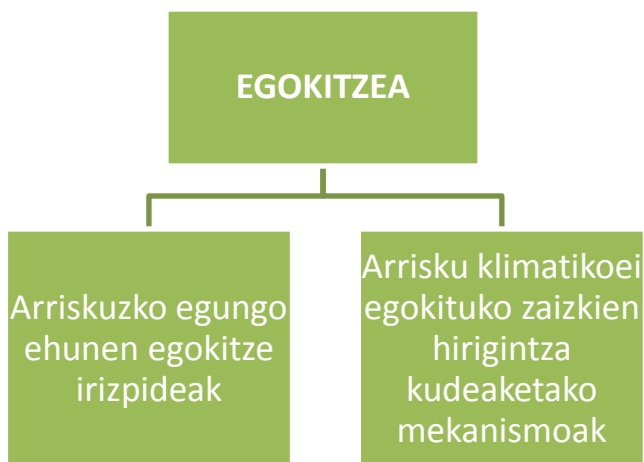 EGOKITZEA
Arriskuzko egungo
ehunen egokitze
irizpideak
Arrisku klimatikoei
egokituko zaizkien
hirigintza
kudeaketako
mekanismoak